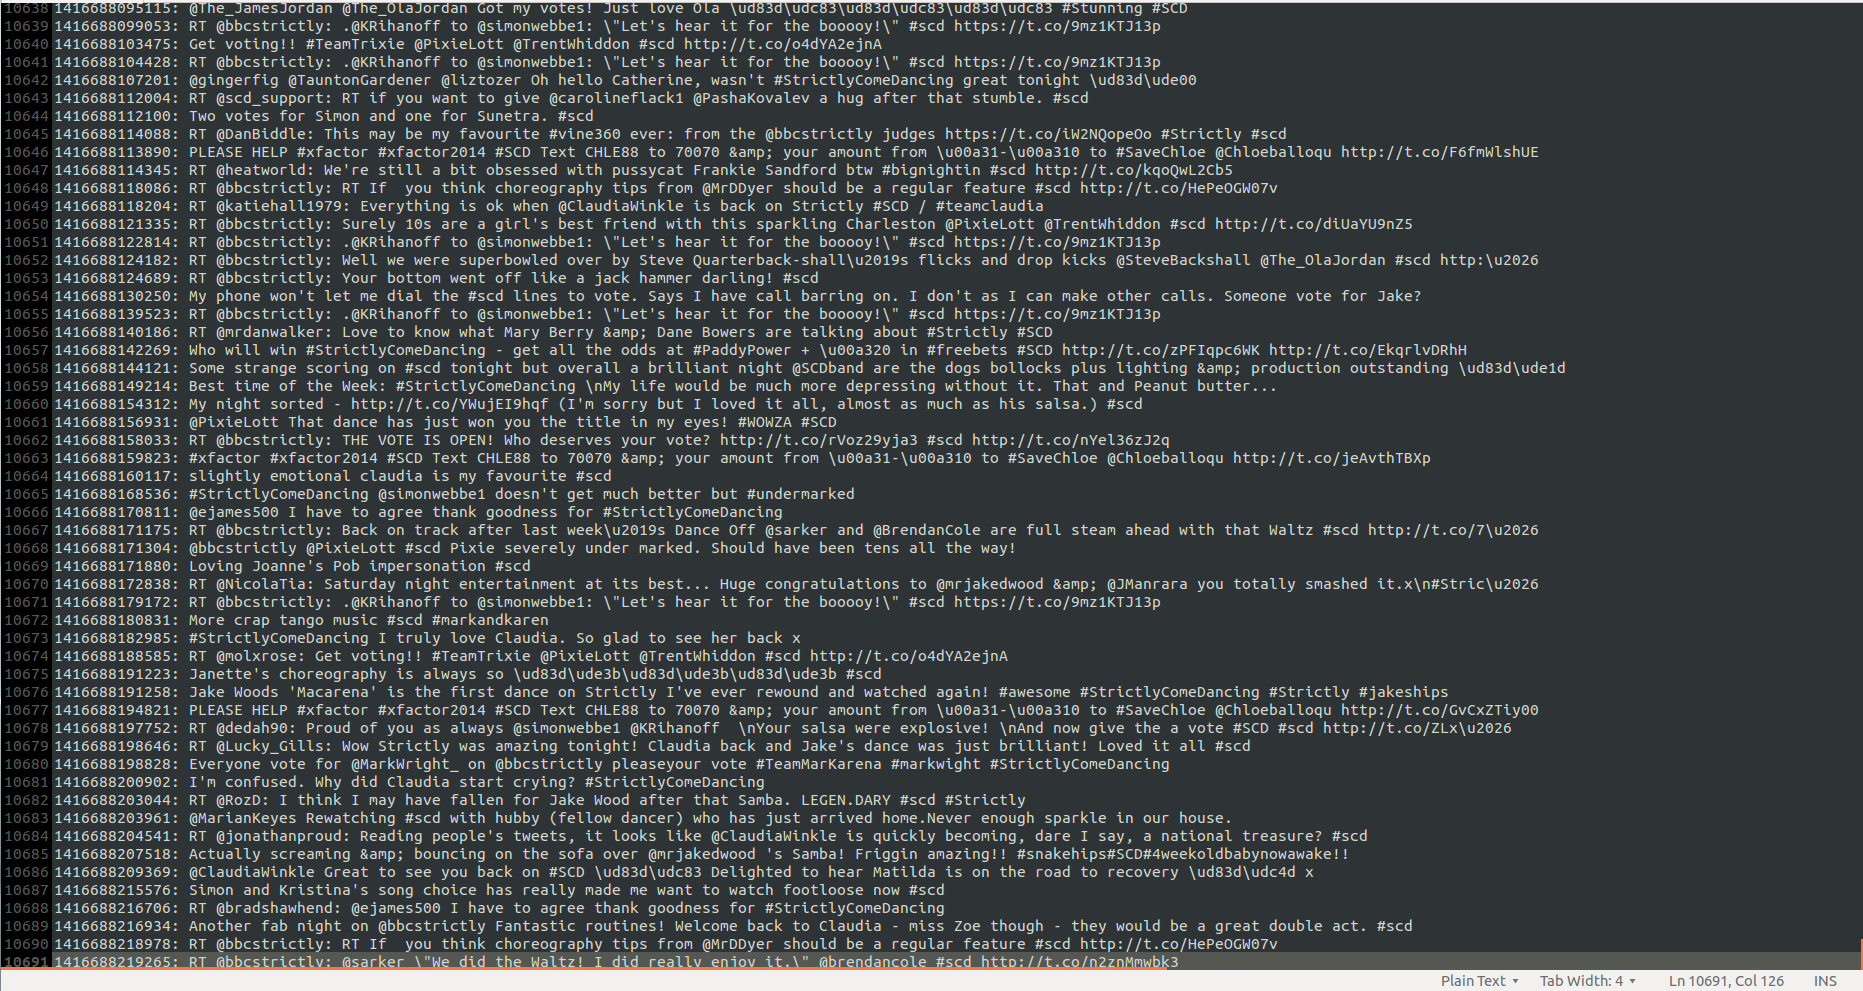 10638 1416688095115: @The_JamesJordan @The_OlaJordan Got my votes! Just love Ola \ud83d\udc83\ud83d\udc83\ud83d\udc83 #Stunning #SCD
10639 1416688099053: RT @bbcstrictly: .@KRihanoff to @simonwebbe1: \"Let's hear it for the booooy!\" #scd https://t.co/9mz1KTJ13p
10640 1416688103475: Get voting!! #TeamTrixie @PixieLott @TrentWhiddon #scd http://t.co/o4dYA2ejnA
10641 1416688104428: RT @bbcstrictly: .@KRihanoff to @simonwebbe1: \"Let's hear it for the booooy!\" #scd https://t.co/9mz1KTJ13p
10642 1416688107201: @gingerfig @TauntonGardener @liztozer Oh hello Catherine, wasn't #StrictlyComeDancing great tonight \ud83d\ude00
10643 1416688112004: RT @scd_support: RT if you want to give @carolineflack1 @PashaKovalev a hug after that stumble. #scd
10644 1416688112100: Two votes for Simon and one for Sunetra. #scd
10645 1416688114088: RT @DanBiddle: This may be my favourite #vine360 ever: from the @bbcstrictly judges https://t.co/iW2NQopeOo #Strictly #scd
10646 1416688113890: PLEASE HELP #xfactor #xfactor2014 #SCD Text CHLE88 to 70070 &amp; your amount from \u00a31-\u00a310 to #SaveChloe @Chloeballoqu http://t.co/F6fmWlshUE
10647 1416688114345: RT @heatworld: We're still a bit obsessed with pussycat Frankie Sandford btw #bignightin #scd http://t.co/kqoQwL2Cb5
10648 1416688118086: RT @bbcstrictly: RT If  you think choreography tips from @MrDDyer should be a regular feature #scd http://t.co/HePeOGW07v
10649 1416688118204: RT @katiehall1979: Everything is ok when @ClaudiaWinkle is back on Strictly #SCD / #teamclaudia
10650 1416688121335: RT @bbcstrictly: Surely 10s are a girl's best friend with this sparkling Charleston @PixieLott @TrentWhiddon #scd http://t.co/diUaYU9nZ5
10651 1416688122814: RT @bbcstrictly: .@KRihanoff to @simonwebbe1: \"Let's hear it for the booooy!\" #scd https://t.co/9mz1KTJ13p
10652 1416688124182: RT @bbcstrictly: Well we were superbowled over by Steve Quarterback-shall\u2019s flicks and drop kicks @SteveBackshall @The_OlaJordan #scd http:\u2026
10653 1416688124689: RT @bbcstrictly: Your bottom went off like a jack hammer darling! #scd
10654 1416688130250: My phone won't let me dial the #scd lines to vote. Says I have call barring on. I don't as I can make other calls. Someone vote for Jake?
10655 1416688139523: RT @bbcstrictly: .@KRihanoff to @simonwebbe1: \"Let's hear it for the booooy!\" #scd https://t.co/9mz1KTJ13p
10656 1416688140186: RT @mrdanwalker: Love to know what Mary Berry &amp; Dane Bowers are talking about #Strictly #SCD
10657 1416688142269: Who will win #StrictlyComeDancing - get all the odds at #PaddyPower + \u00a320 in #freebets #SCD http://t.co/zPFIqpc6WK http://t.co/EkqrlvDRhH
10658 1416688144121: Some strange scoring on #scd tonight but overall a brilliant night @SCDband are the dogs bollocks plus lighting &amp; production outstanding \ud83d\ude1d
10659 1416688149214: Best time of the Week: #StrictlyComeDancing \nMy life would be much more depressing without it. That and Peanut butter...
10660 1416688154312: My night sorted - http://t.co/YWujEI9hqf (I'm sorry but I loved it all, almost as much as his salsa.) #scd
10661 1416688156931: @PixieLott That dance has just won you the title in my eyes! #WOWZA #SCD
10662 1416688158033: RT @bbcstrictly: THE VOTE IS OPEN! Who deserves your vote? http://t.co/rVoz29yja3 #scd http://t.co/nYel36zJ2q
10663 1416688159823: #xfactor #xfactor2014 #SCD Text CHLE88 to 70070 &amp; your amount from \u00a31-\u00a310 to #SaveChloe @Chloeballoqu http://t.co/jeAvthTBXp
10664 1416688160117: slightly emotional claudia is my favourite #scd
10665 1416688168536: #StrictlyComeDancing @simonwebbe1 doesn't get much better but #undermarked
10666 1416688170811: @ejames500 I have to agree thank goodness for #StrictlyComeDancing
10667 1416688171175: RT @bbcstrictly: Back on track after last week\u2019s Dance Off @sarker and @BrendanCole are full steam ahead with that Waltz #scd http://t.co/7\u2026
10668 1416688171304: @bbcstrictly @PixieLott #scd Pixie severely under marked. Should have been tens all the way!
10669 1416688171880: Loving Joanne's Pob impersonation #scd
10670 1416688172838: RT @NicolaTia: Saturday night entertainment at its best... Huge congratulations to @mrjakedwood &amp; @JManrara you totally smashed it.x\n#Stric\u2026
10671 1416688179172: RT @bbcstrictly: .@KRihanoff to @simonwebbe1: \"Let's hear it for the booooy!\" #scd https://t.co/9mz1KTJ13p
10672 1416688180831: More crap tango music #scd #markandkaren
10673 1416688182985: #StrictlyComeDancing I truly love Claudia. So glad to see her back x
10674 1416688188585: RT @molxrose: Get voting!! #TeamTrixie @PixieLott @TrentWhiddon #scd http://t.co/o4dYA2ejnA
10675 1416688191223: Janette's choreography is always so \ud83d\ude3b\ud83d\ude3b\ud83d\ude3b #scd
10676 1416688191258: Jake Woods 'Macarena' is the first dance on Strictly I've ever rewound and watched again! #awesome #StrictlyComeDancing #Strictly #jakeships
10677 1416688194821: PLEASE HELP #xfactor #xfactor2014 #SCD Text CHLE88 to 70070 &amp; your amount from \u00a31-\u00a310 to #SaveChloe @Chloeballoqu http://t.co/GvCxZTiy00
10678 1416688197752: RT @dedah90: Proud of you as always @simonwebbe1 @KRihanoff  \nYour salsa were explosive! \nAnd now give the a vote #SCD #scd http://t.co/ZLx\u2026
10679 1416688198646: RT @Lucky_Gills: Wow Strictly was amazing tonight! Claudia back and Jake's dance was just brilliant! Loved it all #scd
10680 1416688198828: Everyone vote for @MarkWright_ on @bbcstrictly pleaseyour vote #TeamMarKarena #markwight #StrictlyComeDancing
10681 1416688200902: I'm confused. Why did Claudia start crying? #StrictlyComeDancing
10682 1416688203044: RT @RozD: I think I may have fallen for Jake Wood after that Samba. LEGEN.DARY #scd #Strictly
10683 1416688203961: @MarianKeyes Rewatching #scd with hubby (fellow dancer) who has just arrived home.Never enough sparkle in our house.
10684 1416688204541: RT @jonathanproud: Reading people's tweets, it looks like @ClaudiaWinkle is quickly becoming, dare I say, a national treasure? #scd
10685 1416688207518: Actually screaming &amp; bouncing on the sofa over @mrjakedwood 's Samba! Friggin amazing!! #snakehips#SCD#4weekoldbabynowawake!!
10686 1416688209369: @ClaudiaWinkle Great to see you back on #SCD \ud83d\udc83 Delighted to hear Matilda is on the road to recovery \ud83d\udc4d x
10687 1416688215576: Simon and Kristina's song choice has really made me want to watch footloose now #scd
10688 1416688216706: RT @bradshawhend: @ejames500 I have to agree thank goodness for #StrictlyComeDancing
10689 1416688216934: Another fab night on @bbcstrictly Fantastic routines! Welcome back to Claudia - miss Zoe though - they would be a great double act. #scd
10690 1416688218978: RT @bbcstrictly: RT If  you think choreography tips from @MrDDyer should be a regular feature #scd http://t.co/HePeOGW07v
10691 1416688219265: RT @bbcstrictly: @sarker \"We did the Waltz! I did really enjoy it.\" @brendancole #scd http://t.co/n2znMmwbk3
Plain Text Tab Width: 4 Ln 10691, Col 126 INS